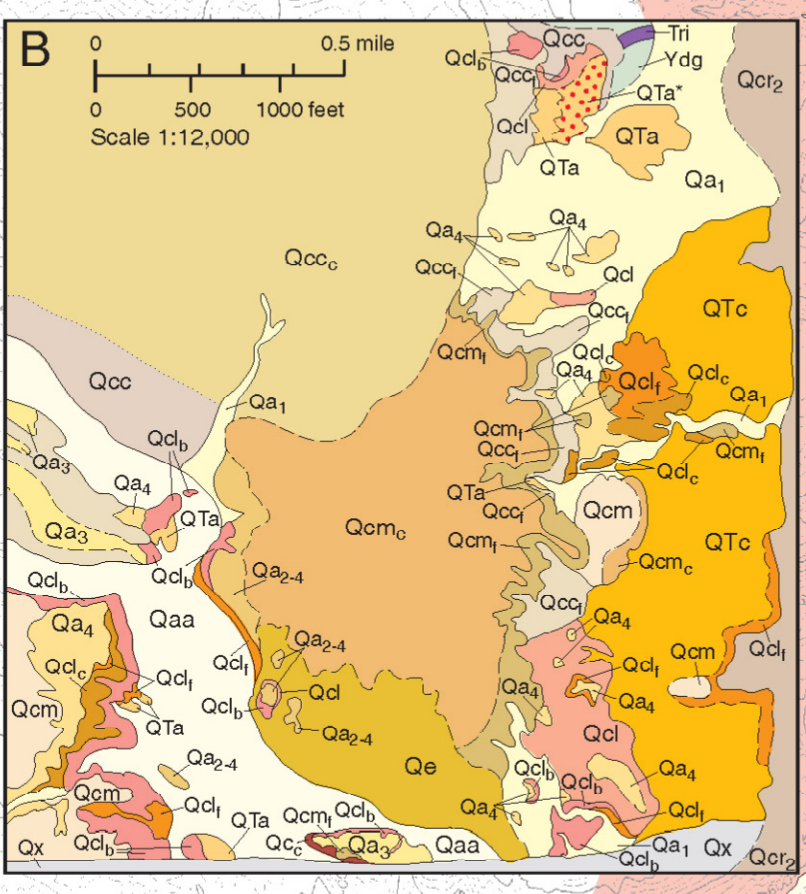 B
0 0.5 mile
0 500 1000 feet
Scale 1:12,000
Qcc
Tri
Qclb
Ydg
Qccf
Qcr2
QTa*
Qcl
QTa
QTa
Qa1
Qa4
Qa4
Qccc
Qccf
Qcl
QTc
Qccf
Qcmf
Qclc
Qa4
Qclf
Qclc
Qcc
Qa1
Qa1
Qcmf
Qclb
Qccf
Qcmf
Qa3
Qclc
Qa4
QTa
Qccf
Qcm
QTa
Qcmc
Qa3
Qcmf
QTc
Qcmc
Qclb
Qa2-4
Qclb
Qccf
Qa4
Qaa
Qa4
Qa2-4
Qclf
Qclf
Qcm
Qclc
Qclf
Qclf
Qcl
Qa4
Qa4
Qclb
Qcm
QTa
Qa2-4
Qcl
Qa2-4
Qe
Qclb
Qclb
Qa4
Qcm
Qclf
Qa4
Qclf
QTa
Qcmf
Qclb
Qx
Qclb
Qcc
Qa3
Qaa
Qa1
Qx
Qclb
Qcr2